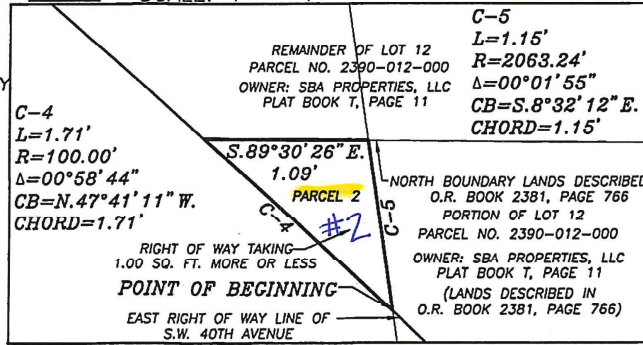 C-5
L=1.15'
R=2063.24'
Δ=00°01'55"
CB=S.8°32'12"E.
CHORD=1.15'
REMAINDER OF LOT 12
PARCEL NO. 2390-012-000
OWNER: SBA PROPERTIES, LLC
PLAT BOOK T, PAGE 11
Y
C-4
L=1.71'
R=100.00'
Δ=00°58'44"
CB=N.47°41'11"W.
CHORD=1.71'
S.89°30'26"E.
1.09'
PARCEL 2
#2
C-4
C-5
NORTH BOUNDARY LANDS DESCRIBED
O.R. BOOK 2381, PAGE 766
PORTION OF LOT 12
PARCEL NO. 2390-012-000
OWNER: SBA PROPERTIES, LLC
PLAT BOOK T, PAGE 11
(LANDS DESCRIBED IN
O.R. BOOK 2381, PAGE 766)
RIGHT OF WAY TAKING
1.00 SQ. FT. MORE OR LESS
POINT OF BEGINNING
EAST RIGHT OF WAY LINE OF
S.W. 40TH AVENUE